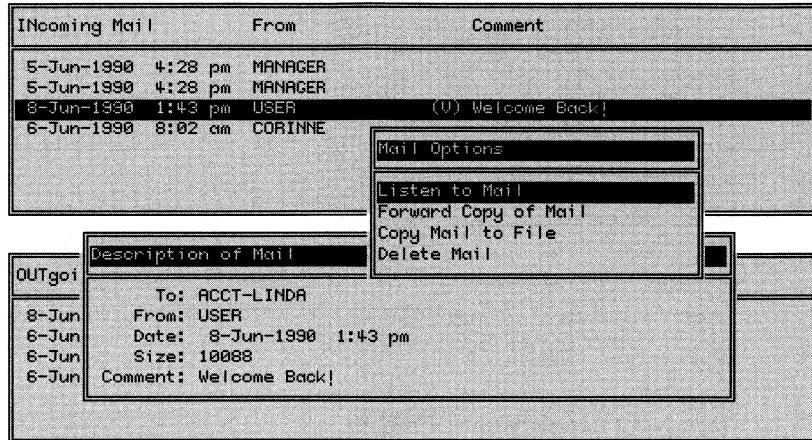 INcoming Mail From Comment
5-Jun-1990 4:28 pm MANAGER
5-Jun-1990 4:28 pm MANAGER
8-Jun-1990 1:43 pm USER (V) Welcome Back!
6-Jun-1990 8:02 am CORINNE
Mail Options
Listen to Mail
Forward Copy of Mail
Copy Mail to File
Delete Mail
Description of Mail
To: ACCT-LINDA
From: USER
Date: 8-Jun-1990 1:43 pm
Size: 10088
Comment: Welcome Back!
OUTgoi
8-Jun
6-Jun
6-Jun
6-Jun